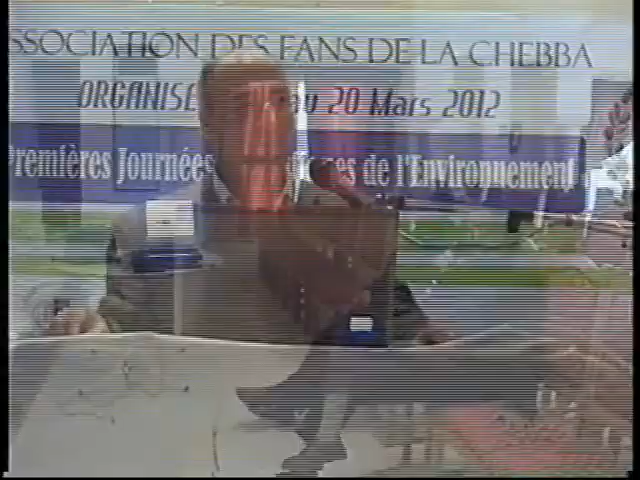 SSOCIATION DES FANS DE LA CHEBBA
ORGANISE au 20 Mars 2012
Premières Journées de l'Environnement